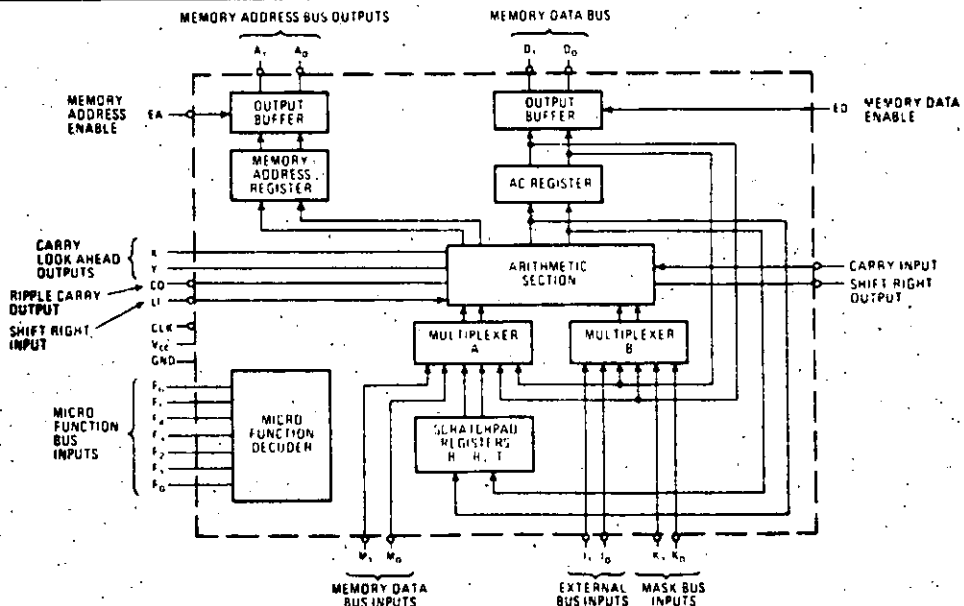 MEMORY ADDRESS BUS OUTPUTS
MEMORY DATA BUS
A₁ A₀
D₁ D₀
MEMORY
ADDRESS
ENABLE
EA
OUTPUT
BUFFER
OUTPUT
BUFFER
ED
MEMORY DATA
ENABLE
MEMORY
ADDRESS
REGISTER
AC REGISTER
CARRY
LOOK AHEAD
OUTPUTS
X
Y
ARITHMETIC
SECTION
CARRY INPUT
SHIFT RIGHT
OUTPUT
RIPPLE CARRY
OUTPUT
CO
LI
SHIFT RIGHT
INPUT
CLK
VCC
GND
MULTIPLEXER
A
MULTIPLEXER
B
MICRO
FUNCTION
BUS
INPUTS
F₂
F₀
MICRO
FUNCTION
DECODER
SCRATCHPAD
REGISTERS
T
M₁ M₀
I₁ I₀
K₁ K₀
MEMORY DATA
BUS INPUTS
EXTERNAL
BUS INPUTS
MASK BUS
INPUTS